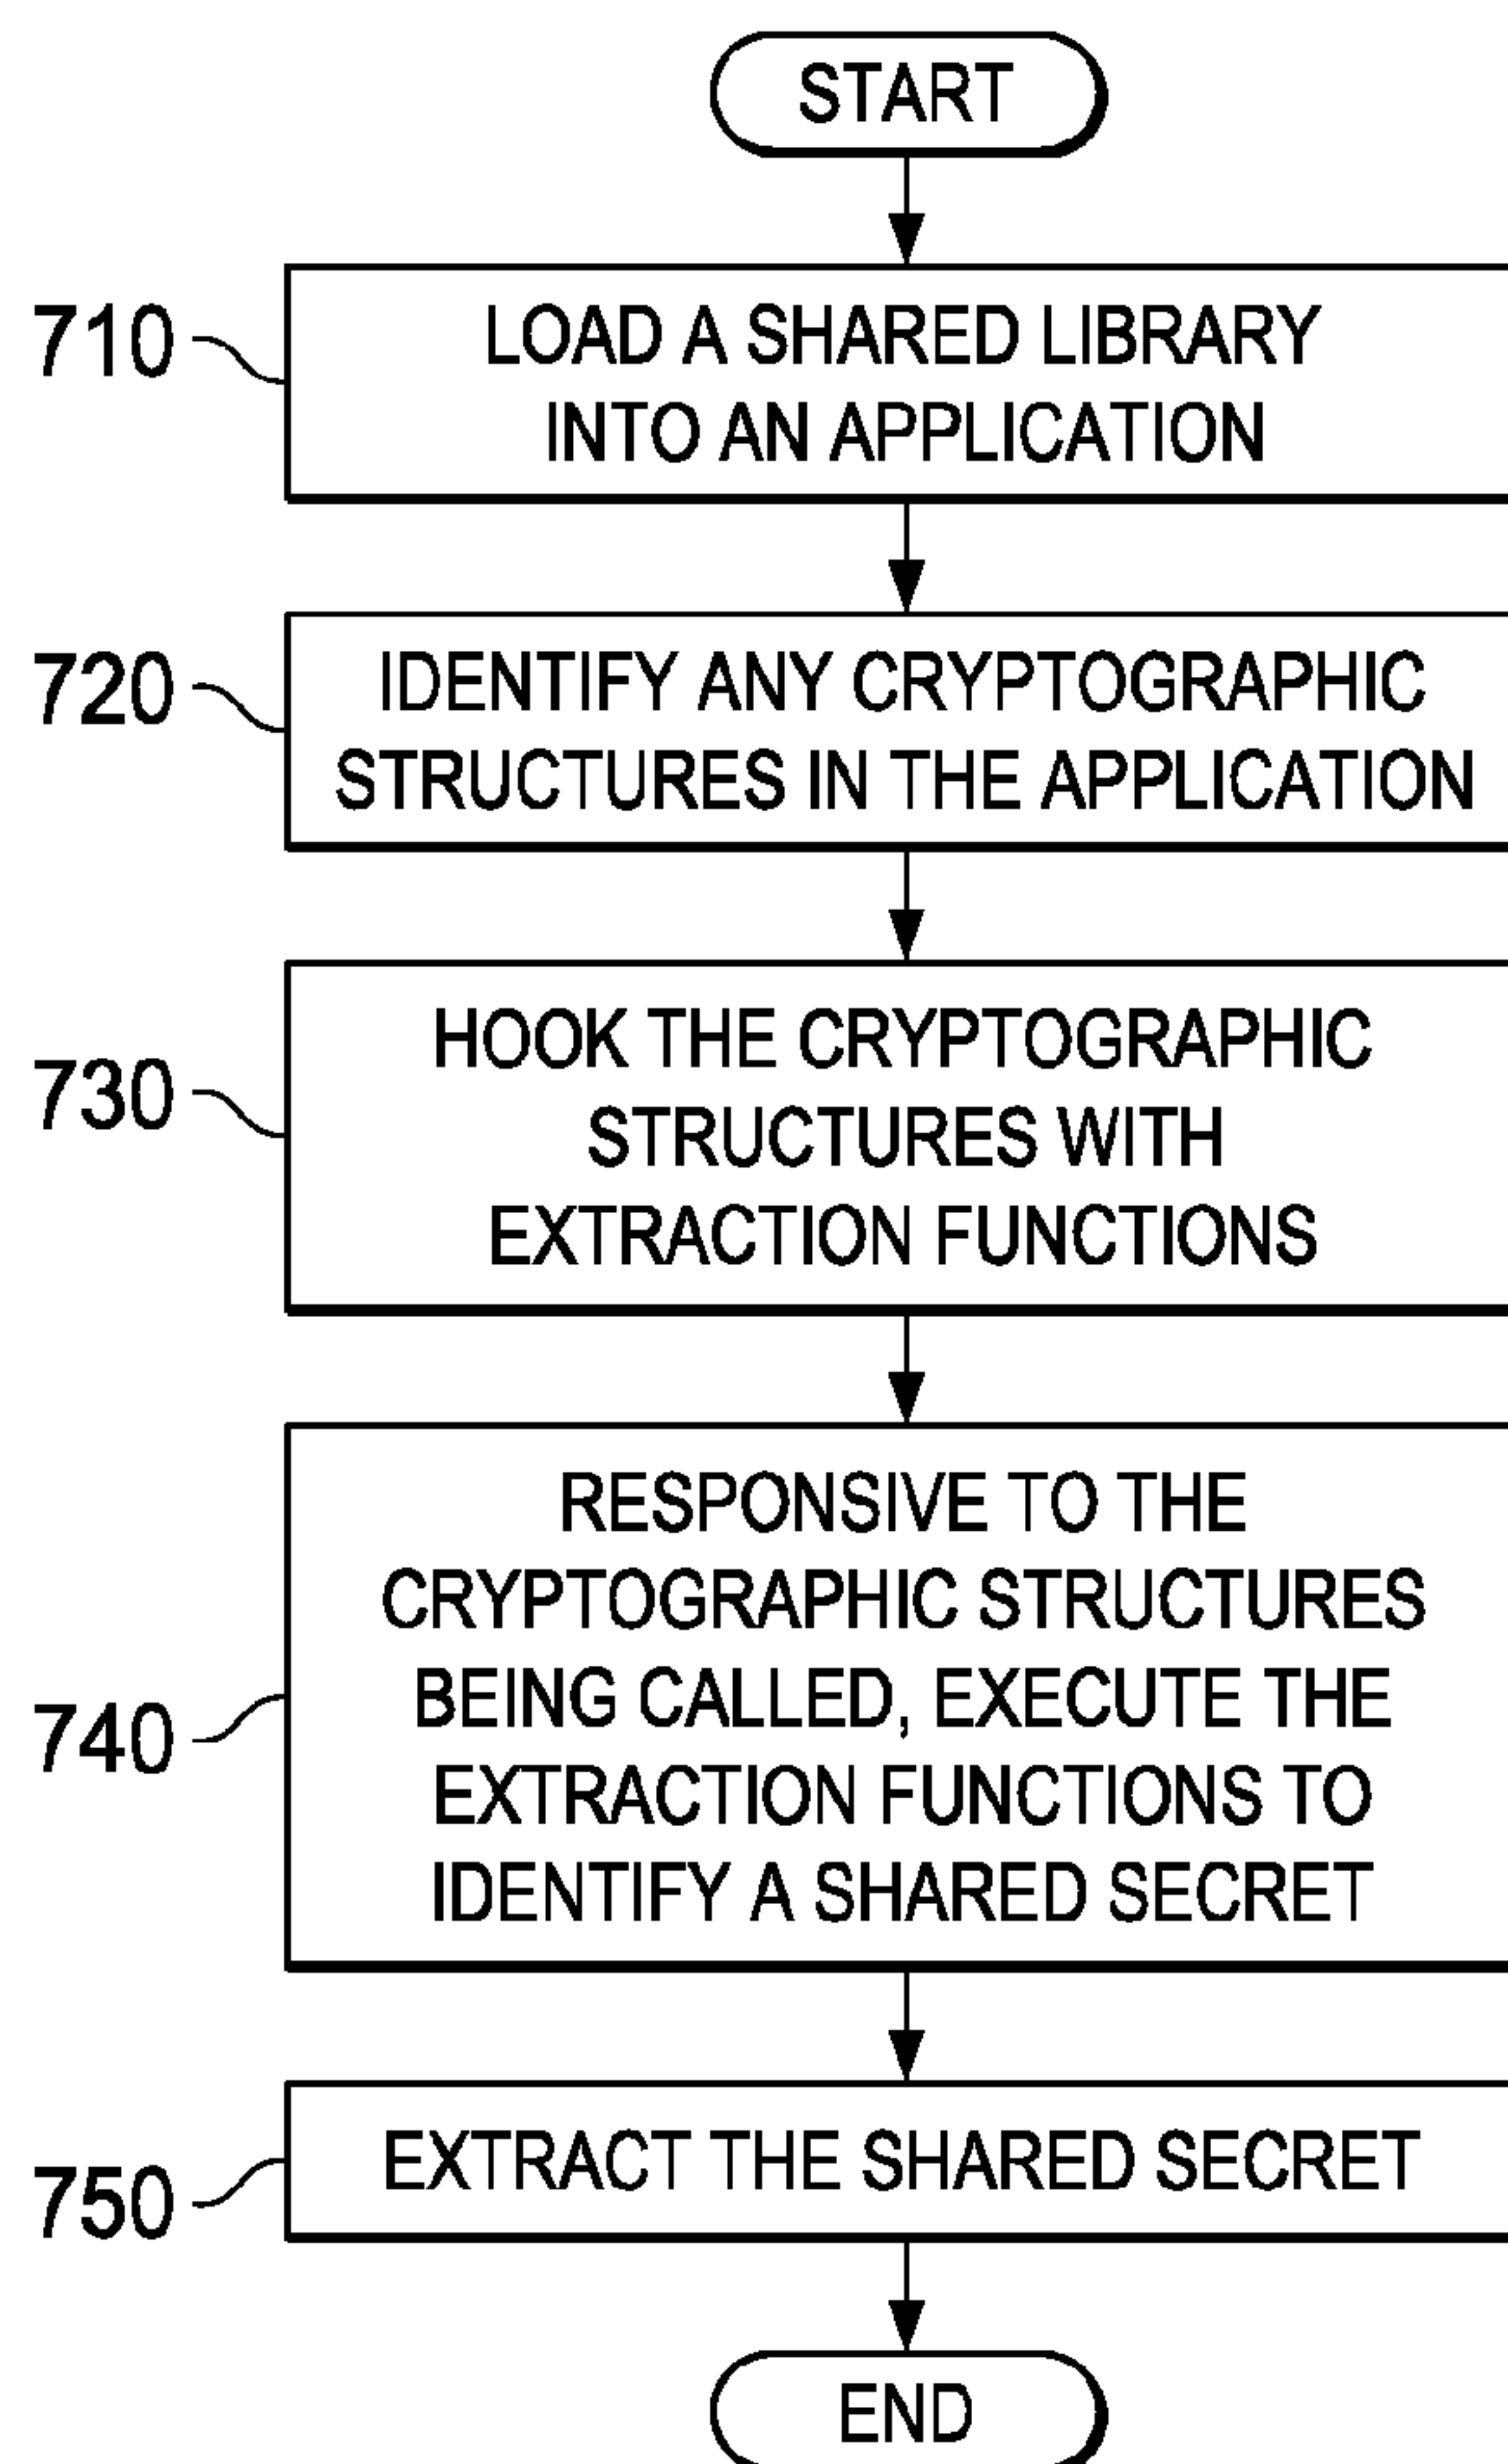 START
710
LOAD A SHARED LIBRARY
INTO AN APPLICATION
720
IDENTIFY ANY CRYPTOGRAPHIC
STRUCTURES IN THE APPLICATION
730
HOOK THE CRYPTOGRAPHIC
STRUCTURES WITH
EXTRACTION FUNCTIONS
740
RESPONSIVE TO THE
CRYPTOGRAPHIC STRUCTURES
BEING CALLED, EXECUTE THE
EXTRACTION FUNCTIONS TO
IDENTIFY A SHARED SECRET
750
EXTRACT THE SHARED SECRET
END